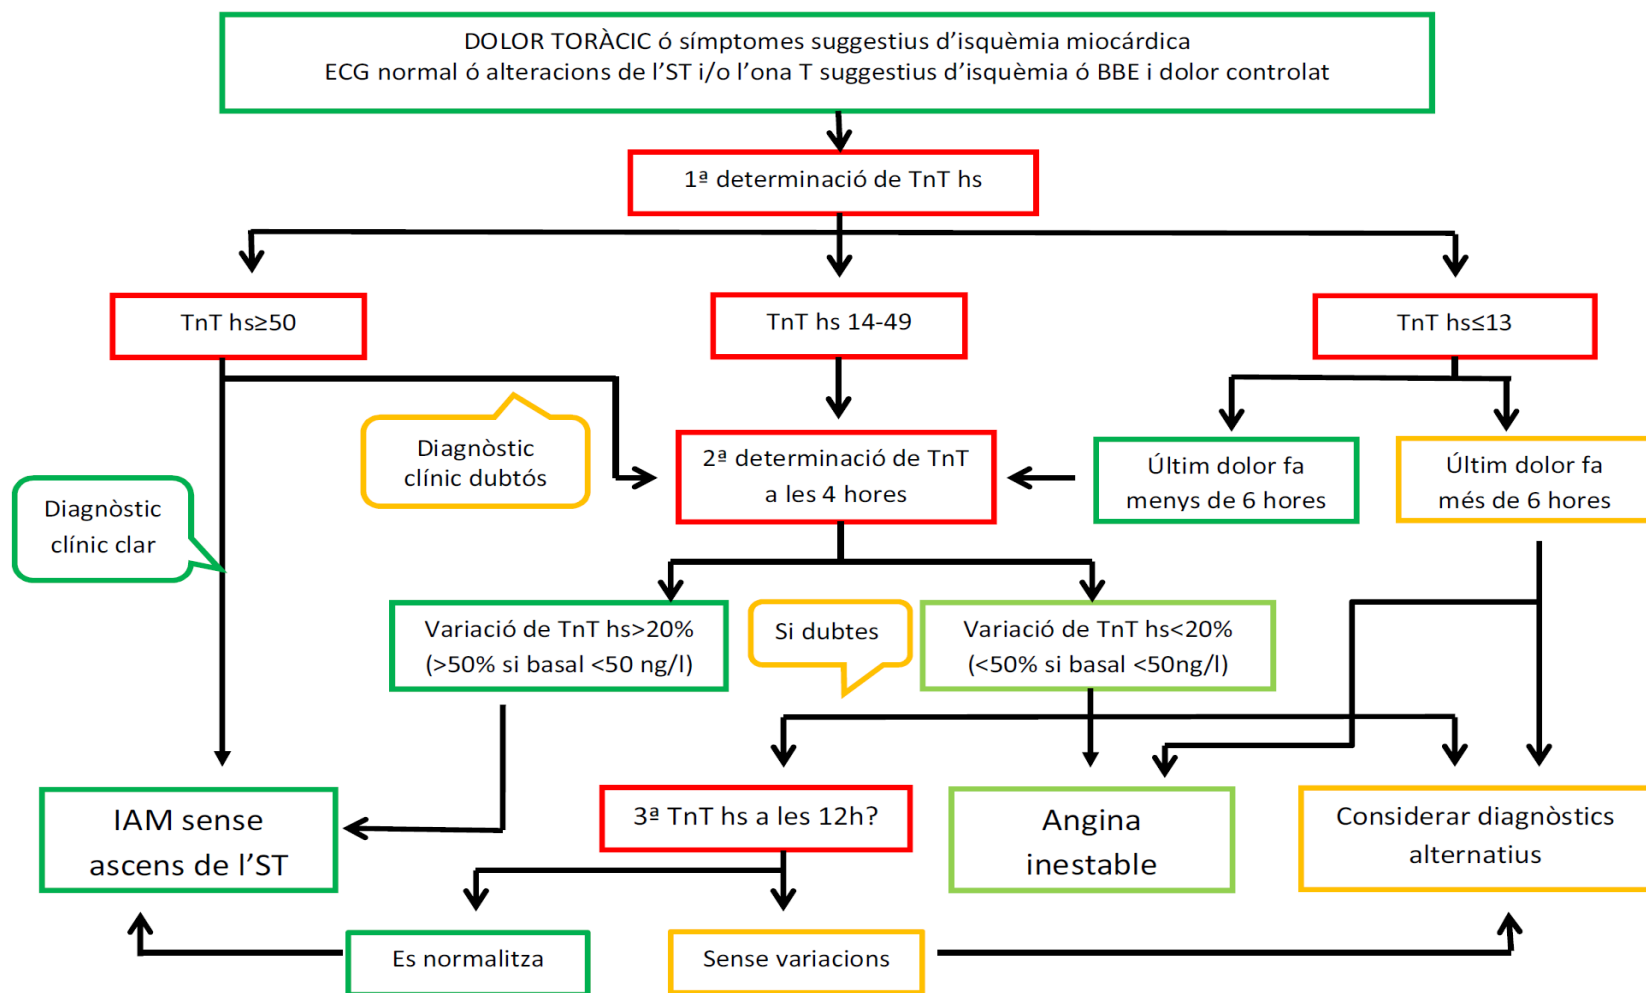 DOLOR TORÀCIC ó símptomes suggestius d'isquèmia miocárdica
ECG normal ó alteracions de l'ST i/o l'ona T suggestius d'isquèmia ó BBE i dolor controlat
1ª determinació de TnT hs
TnT hs≥50
TnT hs 14-49
TnT hs≤13
Diagnòstic
clínic dubtós
2ª determinació de TnT
a les 4 hores
Últim dolor fa
menys de 6 hores
Últim dolor fa
més de 6 hores
Diagnòstic
clínic clar
Variació de TnT hs>20%
(>50% si basal <50 ng/l)
Si dubtes
Variació de TnT hs<20%
(<50% si basal <50ng/l)
IAM sense
ascens de l'ST
3ª TnT hs a les 12h?
Angina
inestable
Considerar diagnòstics
alternatius
Es normalitza
Sense variacions